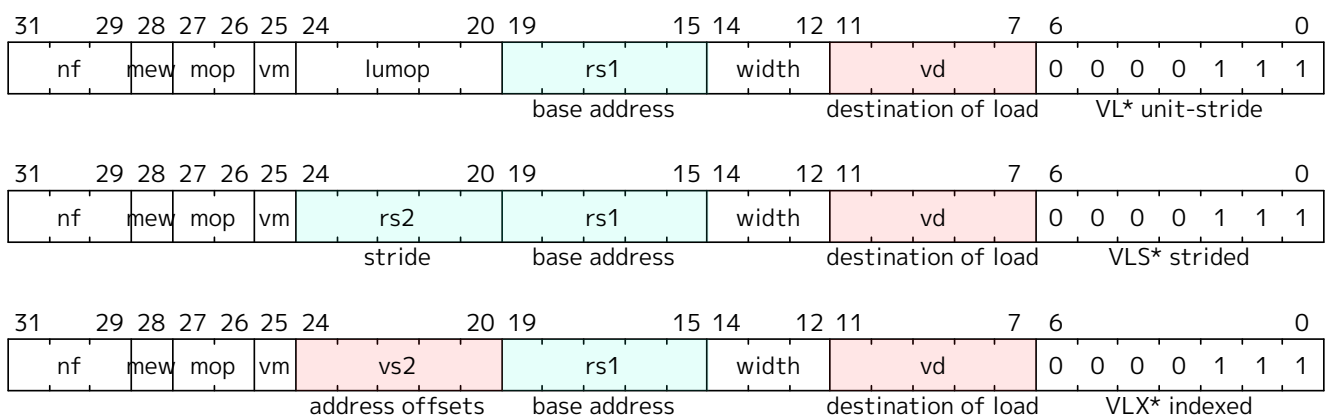 31 29 28 27 26 25 24 20 19 15 14 12 11 7 6 0
nf mew mop vm lumop rs1 width vd 0 0 0 0 1 1 1
base address destination of load VL* unit-stride
31 29 28 27 26 25 24 20 19 15 14 12 11 7 6 0
nf mew mop vm rs2 rs1 width vd 0 0 0 0 1 1 1
stride base address destination of load VLS* strided
31 29 28 27 26 25 24 20 19 15 14 12 11 7 6 0
nf mew mop vm vs2 rs1 width vd 0 0 0 0 1 1 1
address offsets base address destination of load VLX* indexed